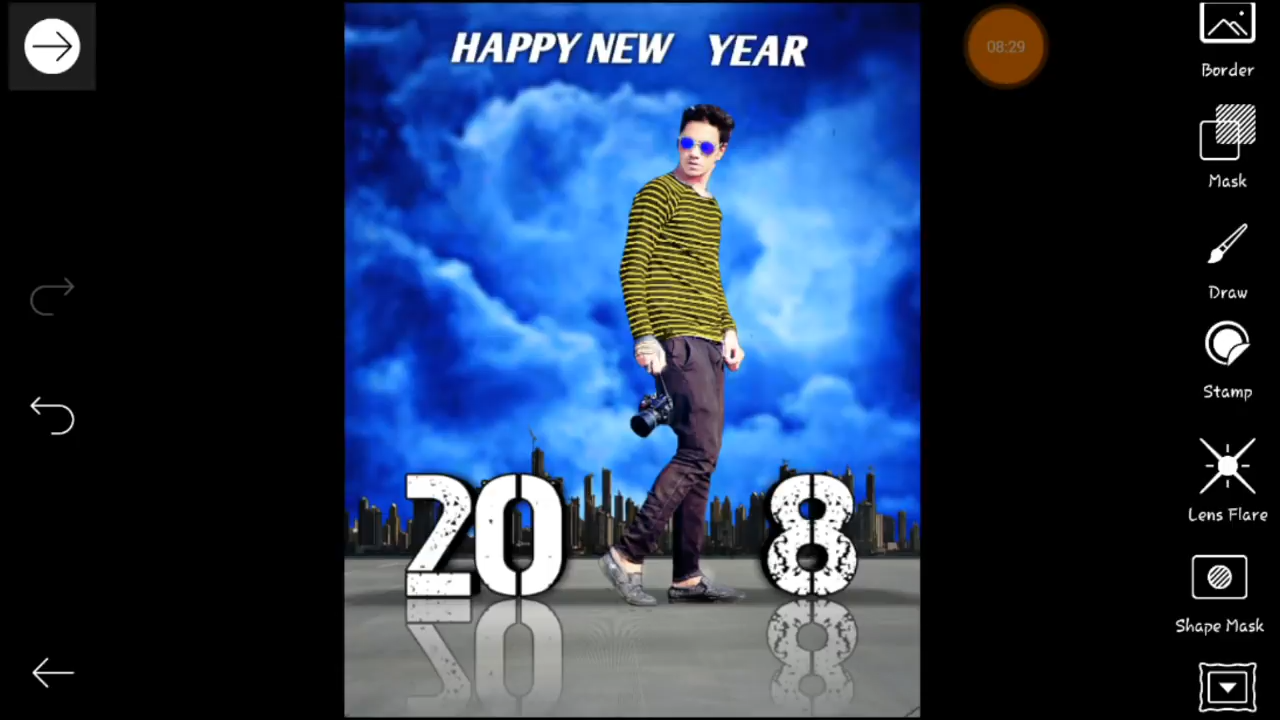 HAPPY NEW YEAR
08:29
Border
Mask
Draw
Stamp
Lens Flare
Shape Mask
20 8